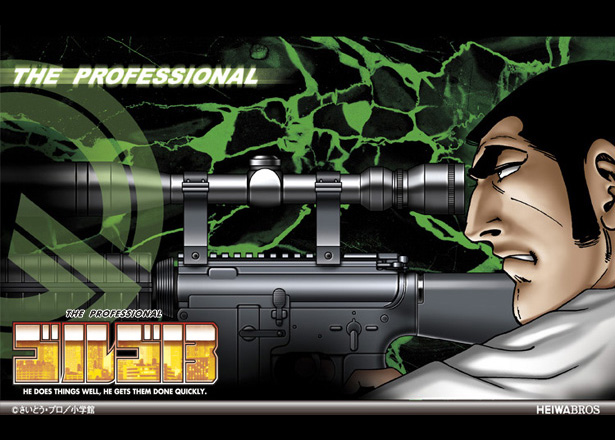 THE PROFESSIONAL
THE PROFESSIONAL
ゴルゴ13
HE DOES THINGS WELL, HE GETS THEM DONE QUICKLY.
©さいとう・プロ／小学館
HEIWABROS